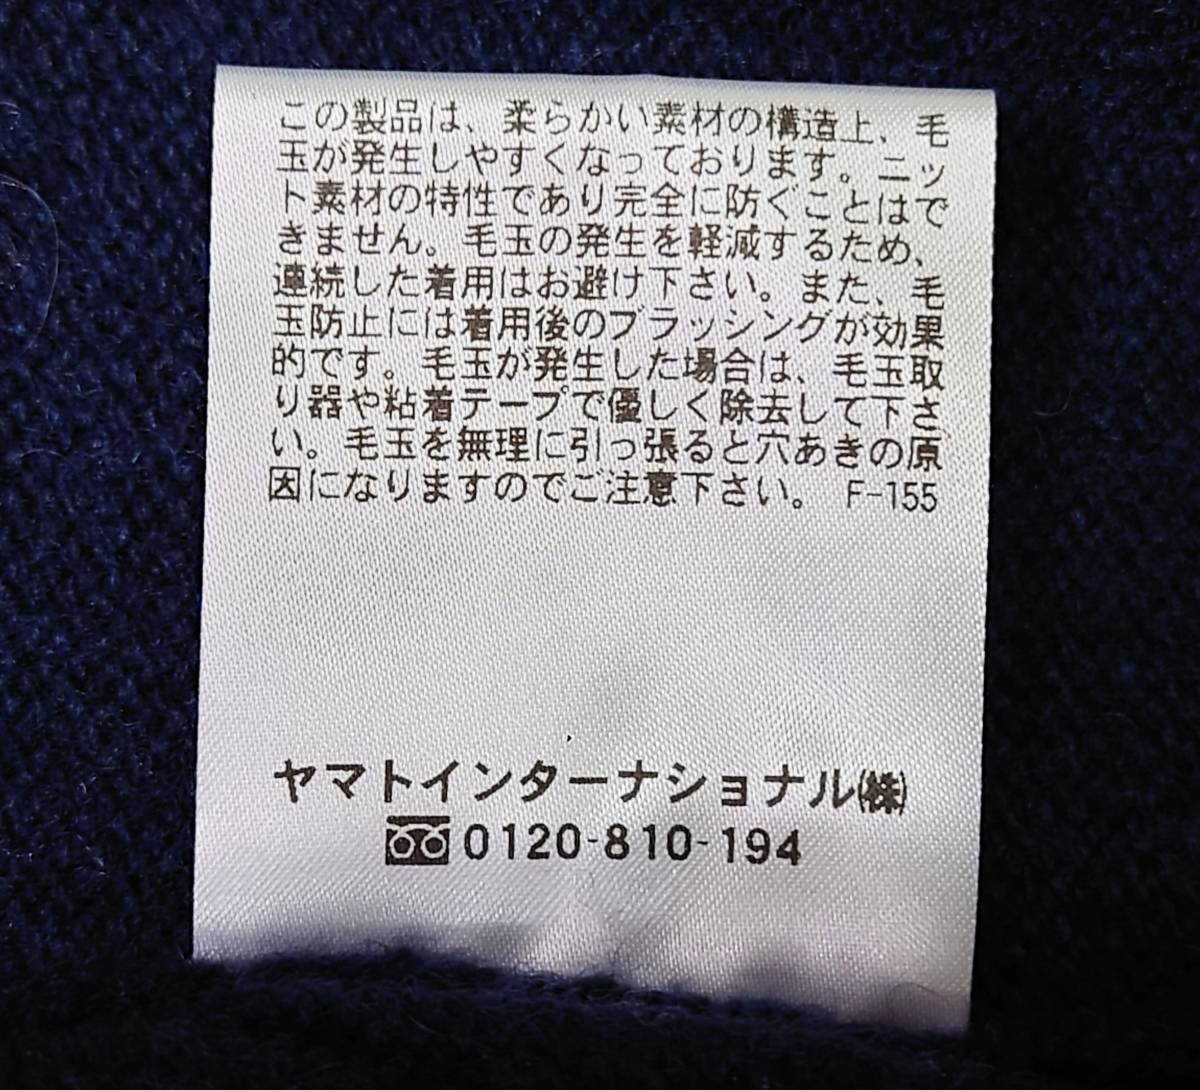 この製品は、柔らかい素材の構造上、毛
玉が発生しやすくなっております。ニッ
ト素材の特性であり完全に防ぐことはで
きません。毛玉の発生を軽減するため、
連続した着用はお避け下さい。また、毛
玉防止には着用後のブラッシングが効果
的です。毛玉が発生した場合は、毛玉取
り器や粘着テープで優しく除去して下さ
い。毛玉を無理に引っ張ると穴あきの原
因になりますのでご注意下さい。 F-155
ヤマトインターナショナル㈱
0120-810-194